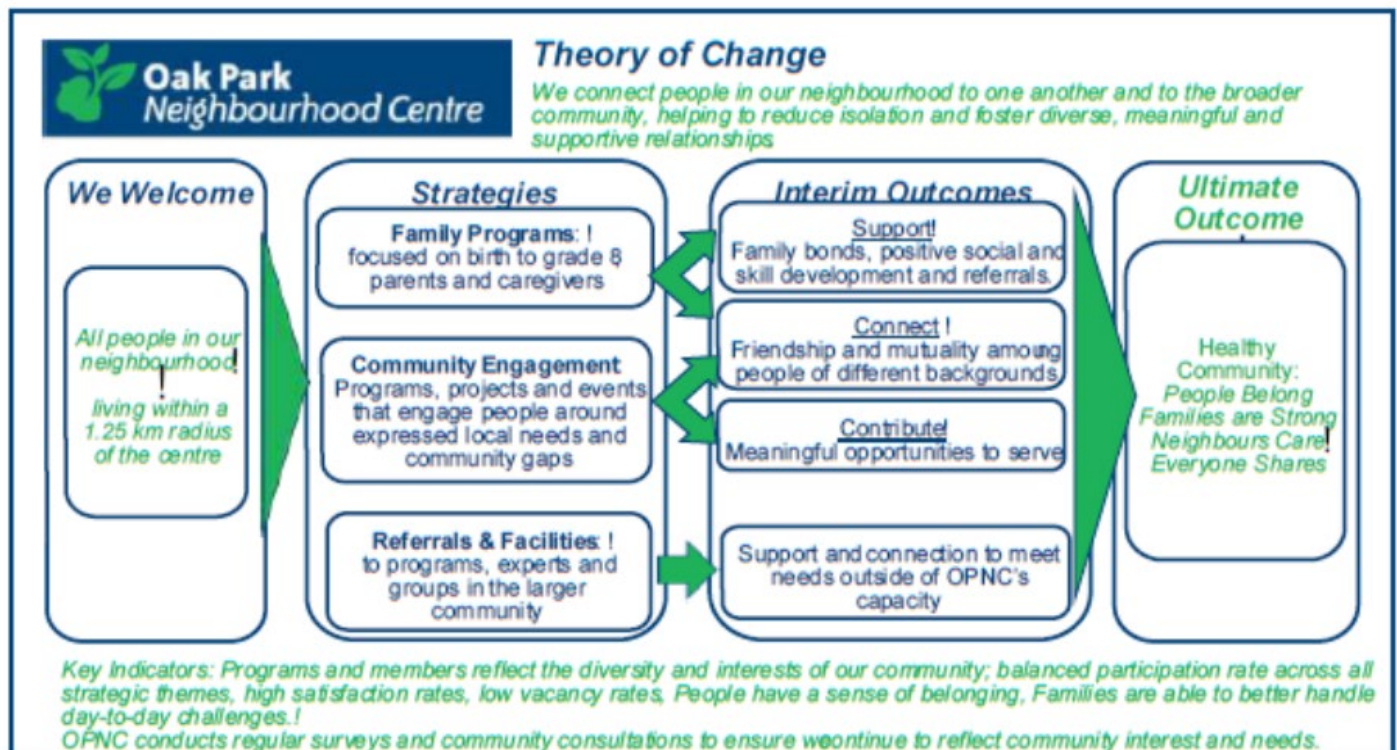 Oak Park
Neighbourhood Centre
Theory of Change
We connect people in our neighbourhood to one another and to the broader
community, helping to reduce isolation and foster diverse, meaningful and
supportive relationships
We Welcome
All people in our
neighbourhood!
!
living within a
1.25 km radius
of the centre
Strategies
Family Programs: !
focused on birth to grade 8
parents and caregivers
Community Engagement
Programs, projects and events
that engage people around
expressed local needs and
community gaps
Referrals & Facilities: !
to programs, experts and
groups in the larger
community
Interim Outcomes
Support!
Family bonds, positive social and
skill development and referrals.
Connect !
Friendship and mutuality amoung
people of different backgrounds
Contribute!
Meaningful opportunities to serve
Support and connection to meet
needs outside of OPNC's
capacity
Ultimate
Outcome
Healthy
Community:
People Belong
Families are Strong
Neighbours Care!
Everyone Shares
Key Indicators: Programs and members reflect the diversity and interests of our community; balanced participation rate across all
strategic themes, high satisfaction rates, low vacancy rates, People have a sense of belonging, Families are able to better handle
day-to-day challenges.!
OPNC conducts regular surveys and community consultations to ensure we continue to reflect community interest and needs.